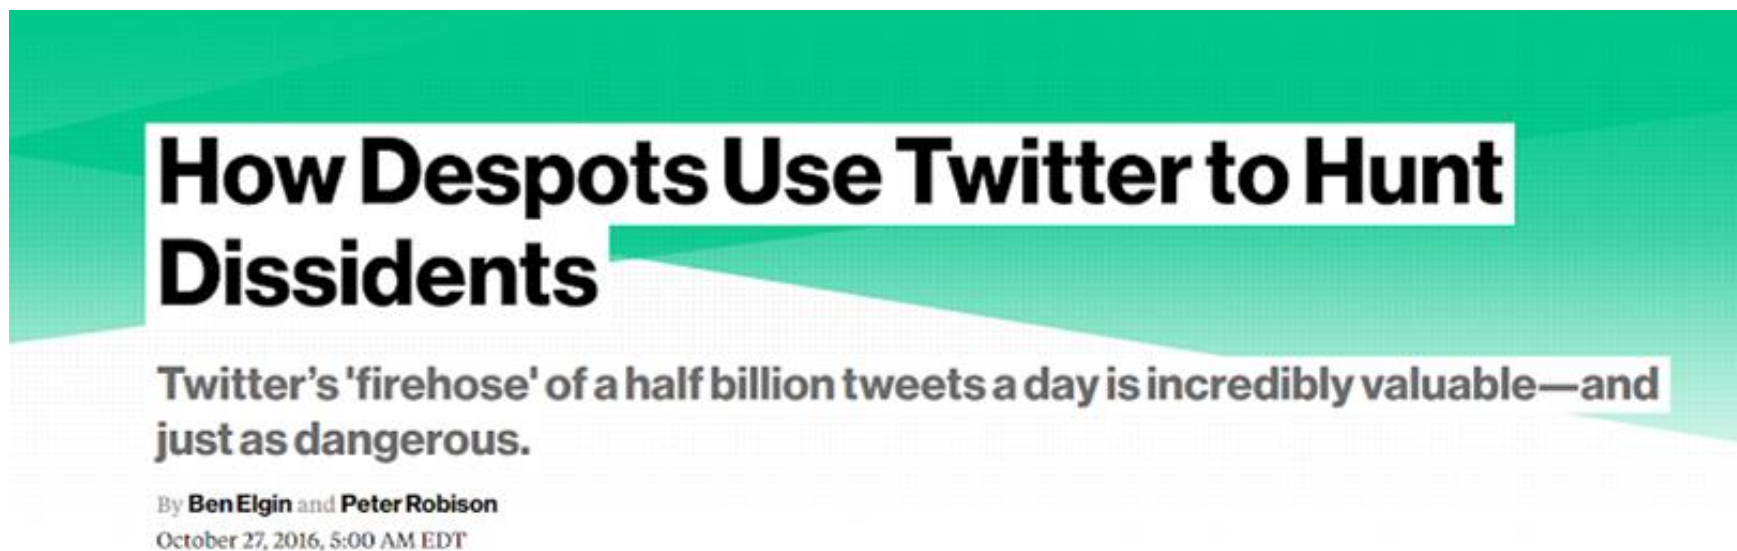 How Despots Use Twitter to Hunt
Dissidents
Twitter’s 'firehose' of a half billion tweets a day is incredibly valuable—and
just as dangerous.
By Ben Elgin and Peter Robison
October 27, 2016, 5:00 AM EDT